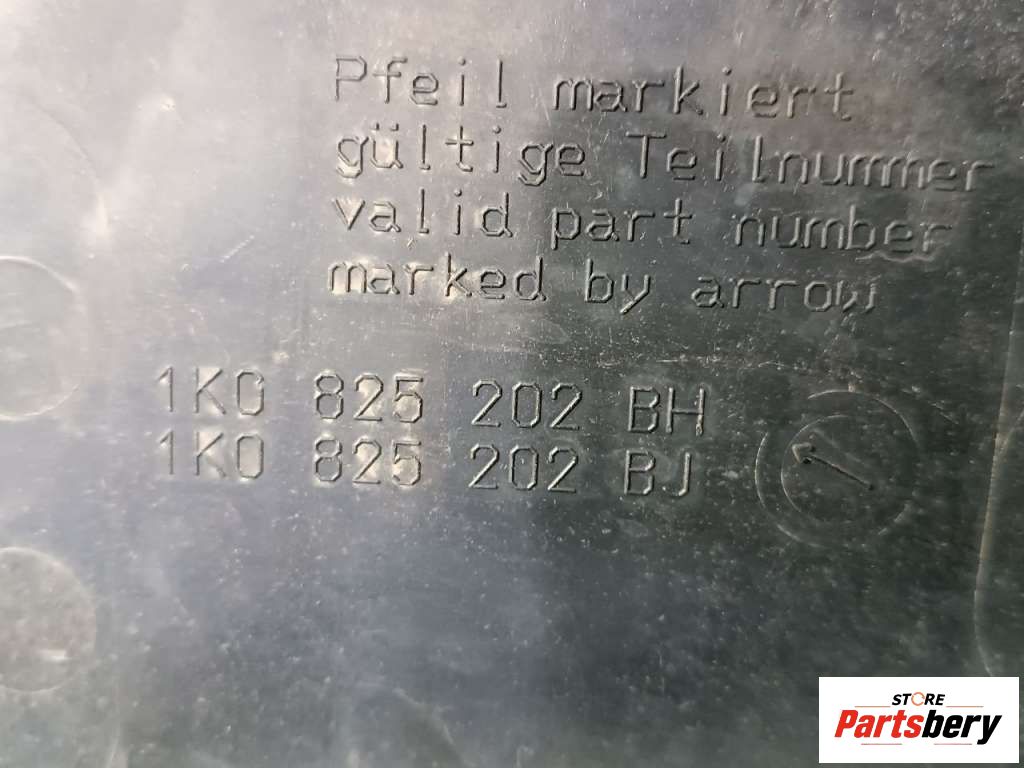 Pfeil markiert
gültige Teilnummer
valid part number
marked by arrow
1K0 825 202 BH
1K0 825 202 BJ
STORE
Partsbery